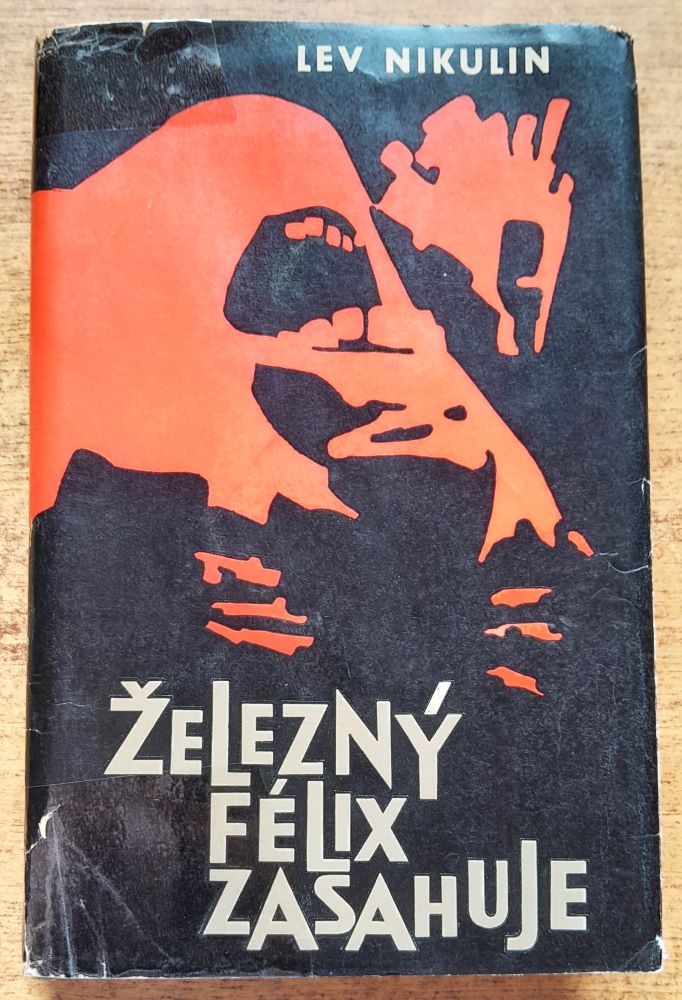 LEV NIKULIN
ŽELEZNÝ
FÉLIX
ZASAHUJE